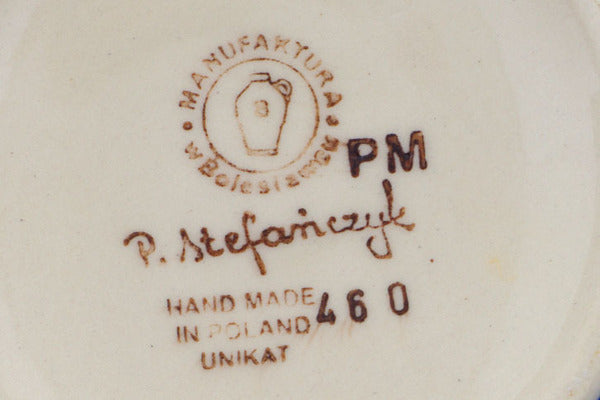 MANUFAKTURA
w Bolesławcu
B
PM
P. Stefańczyk
HAND MADE
IN POLAND 460
UNIKAT